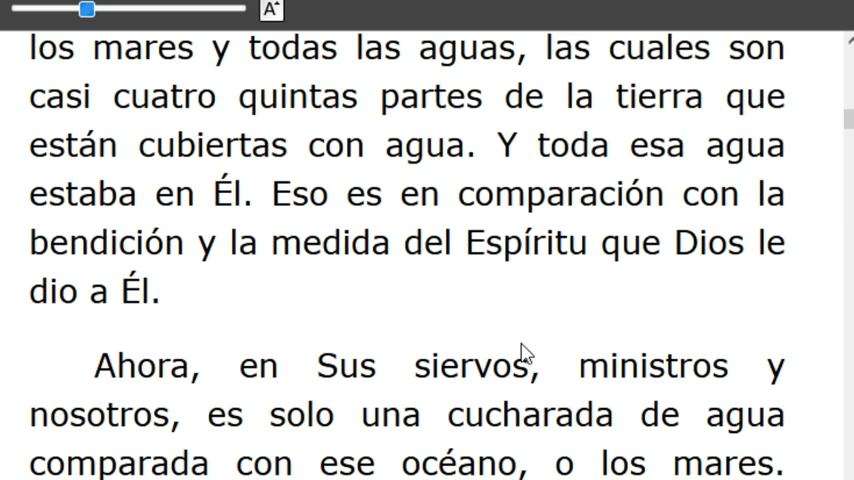 A
los mares y todas las aguas, las cuales son
casi cuatro quintas partes de la tierra que
están cubiertas con agua. Y toda esa agua
estaba en Él. Eso es en comparación con la
bendición y la medida del Espíritu que Dios le
dio a Él.
Ahora, en Sus siervos, ministros y
nosotros, es solo una cucharada de agua
comparada con ese océano, o los mares.